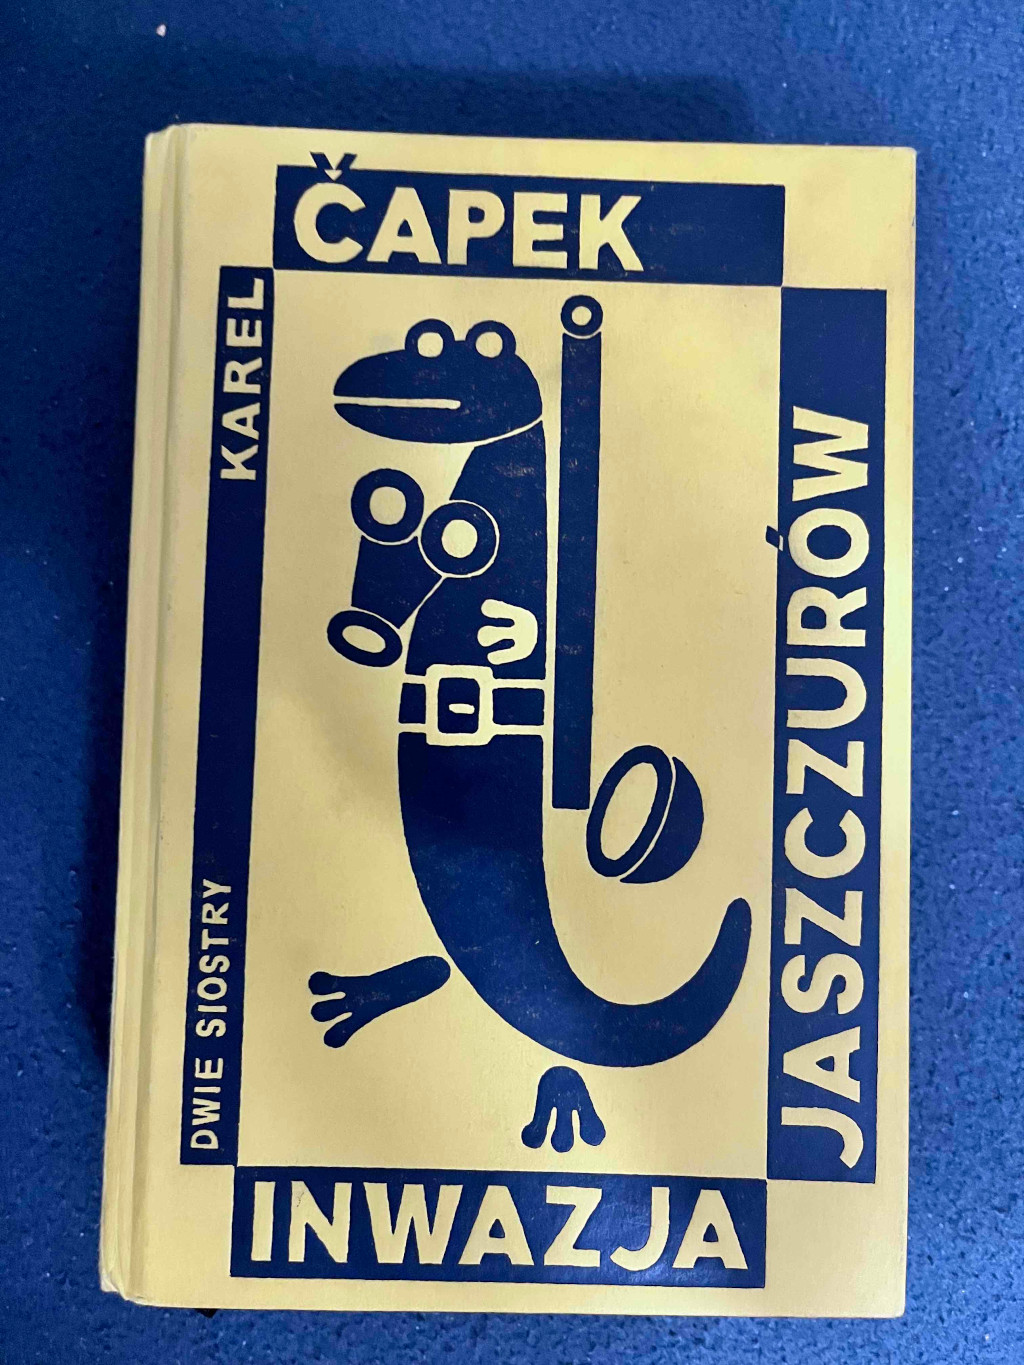 KAREL
ČAPEK
INWAZJA
JASZCZURÓW
DWIE SIOSTRY